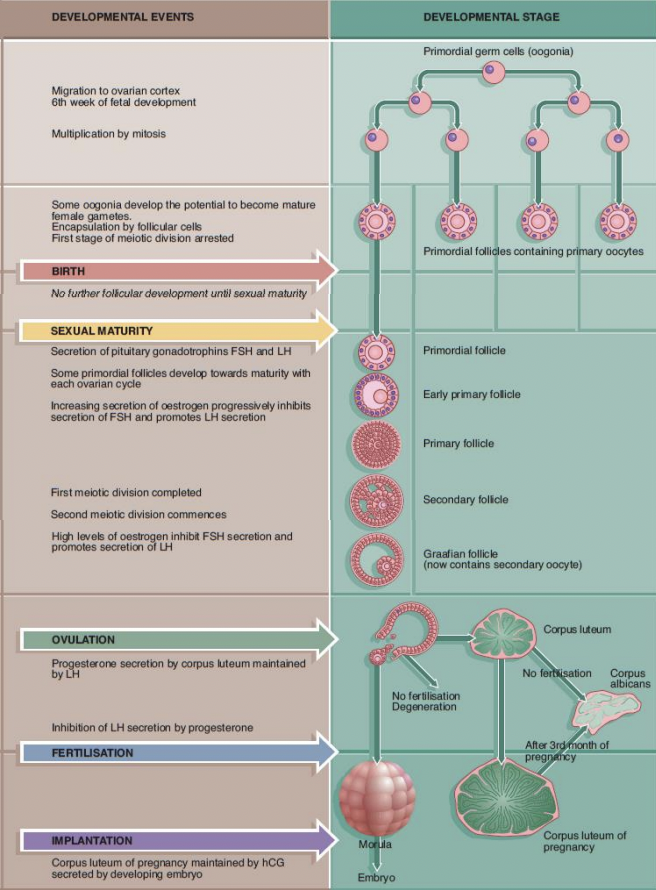 DEVELOPMENTAL EVENTS
DEVELOPMENTAL STAGE
Primordial germ cells (oogonia)
Migration to ovarian cortex
6th week of fetal development
Multiplication by mitosis
Some oogonia develop the potential to become mature
female gametes.
Encapsulation by follicular cells
First stage of meiotic division arrested
Primordial follicles containing primary oocytes
BIRTH
No further follicular development until sexual maturity
SEXUAL MATURITY
Secretion of pituitary gonadotrophins FSH and LH
Primordial follicle
Some primordial follicles develop towards maturity with
each ovarian cycle
Early primary follicle
Increasing secretion of oestrogen progressively inhibits
secretion of FSH and promotes LH secretion
Primary follicle
First meiotic division completed
Secondary follicle
Second meiotic division commences
High levels of oestrogen inhibit FSH secretion and
promotes secretion of LH
Graafian follicle
(now contains secondary oocyte)
OVULATION
Corpus luteum
Progesterone secretion by corpus luteum maintained
by LH
No fertilisation
Corpus
albicans
No fertilisation
Degeneration
Inhibition of LH secretion by progesterone
FERTILISATION
After 3rd month of
pregnancy
IMPLANTATION
Morula
Corpus luteum of
pregnancy
Corpus luteum of pregnancy maintained by hCG
secreted by developing embryo
Embryo